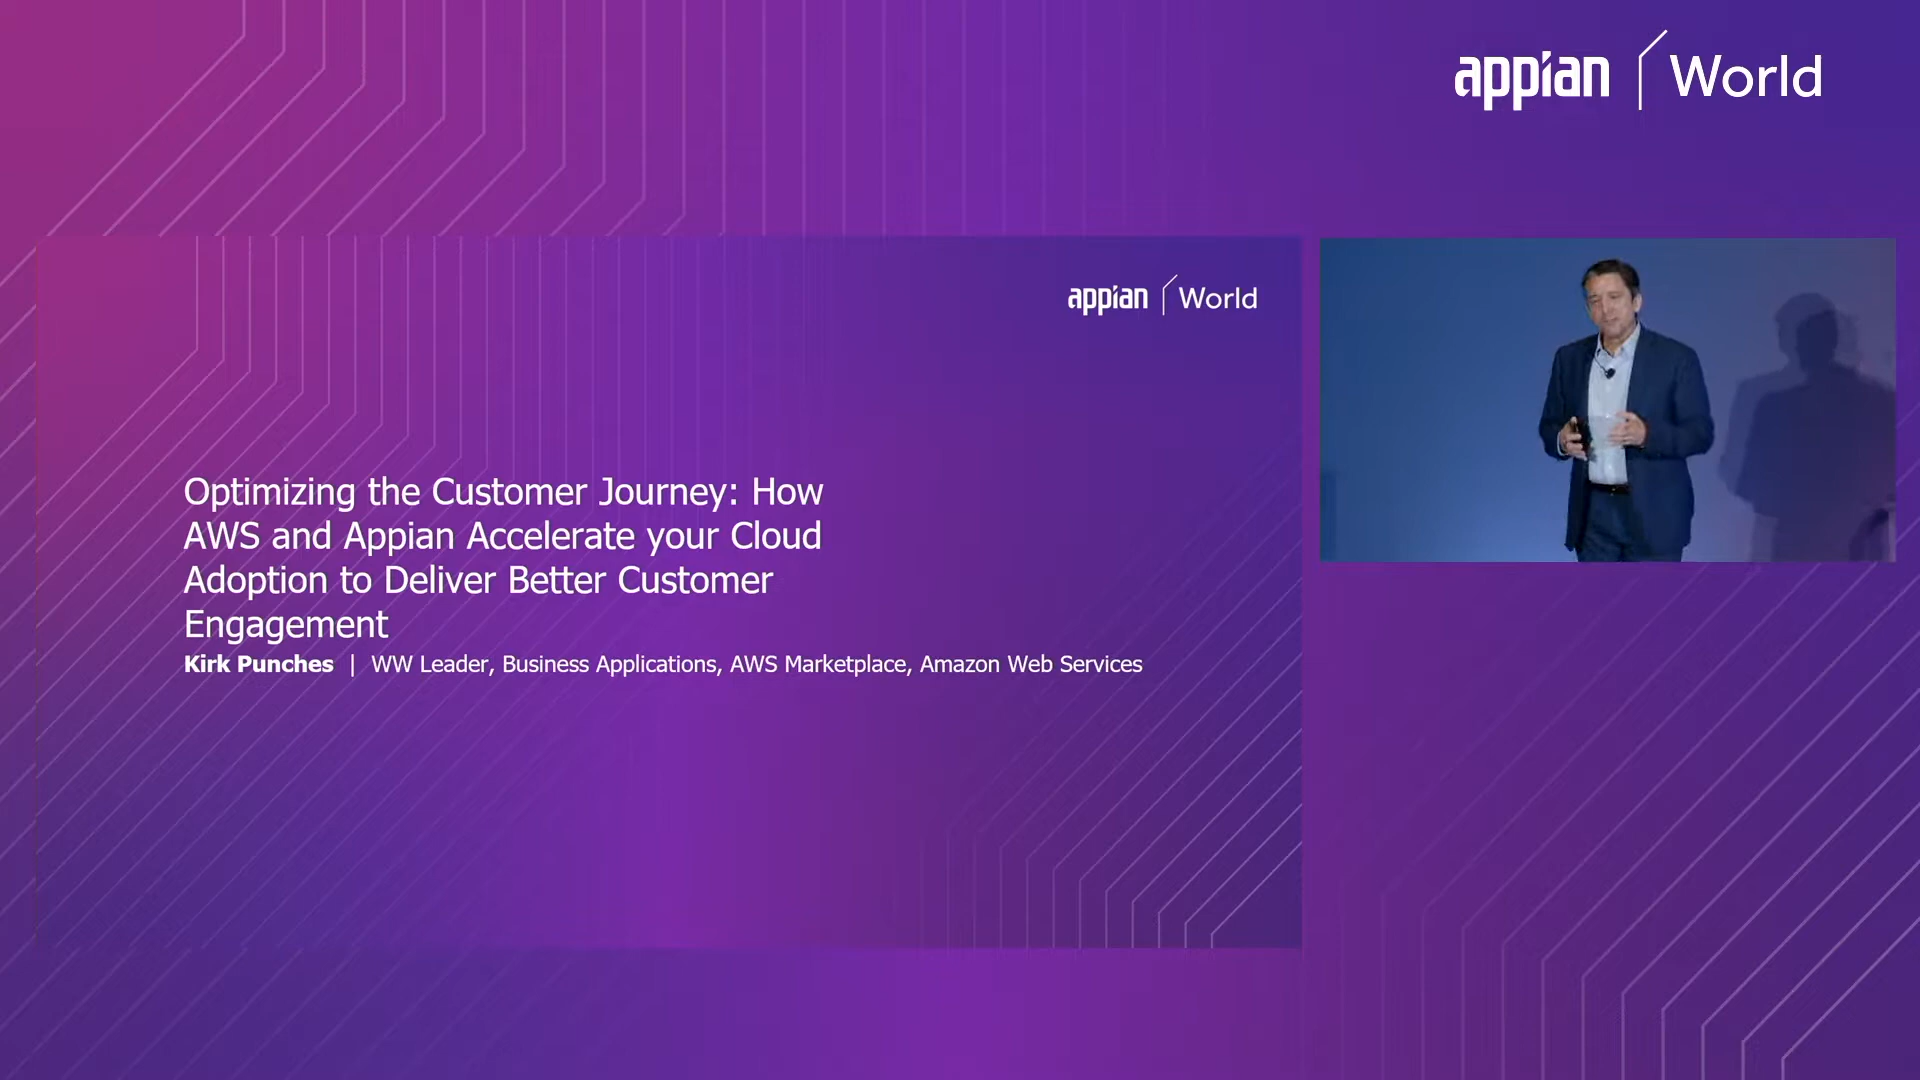 appian World
appian World
Optimizing the Customer Journey: How
AWS and Appian Accelerate your Cloud
Adoption to Deliver Better Customer
Engagement
Kirk Punches | WW Leader, Business Applications, AWS Marketplace, Amazon Web Services